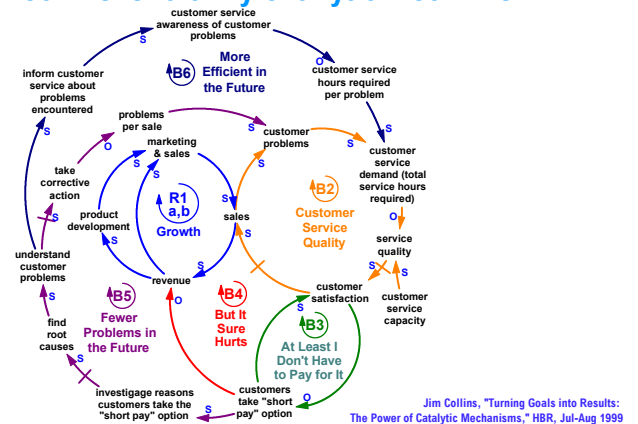 customer service
awareness of customer
problems
S
O
B6
More
Efficient in
the Future
customer service
hours required
per problem
inform customer
service about
problems
encountered
S
S
problems
per sale
S
customer
problems
S
O
marketing
& sales
S
S
S
customer
service
demand (total
service hours
required)
take
corrective
action
S
R1
a,b
Growth
B2
Customer
Service
Quality
S
product
development
S
sales
S
O
service
quality
S
S
S
understand
customer
problems
revenue
S
O
customer
satisfaction
customer
service
capacity
S
B5
Fewer
Problems in
the Future
B4
But It
Sure
Hurts
S
B3
At Least I
Don't Have
to Pay for It
find
root
causes
S
investigage reasons
customers take the
"short pay" option
S
customers
take "short
pay" option
O
Jim Collins, "Turning Goals into Results:
The Power of Catalytic Mechanisms," HBR, Jul-Aug 1999